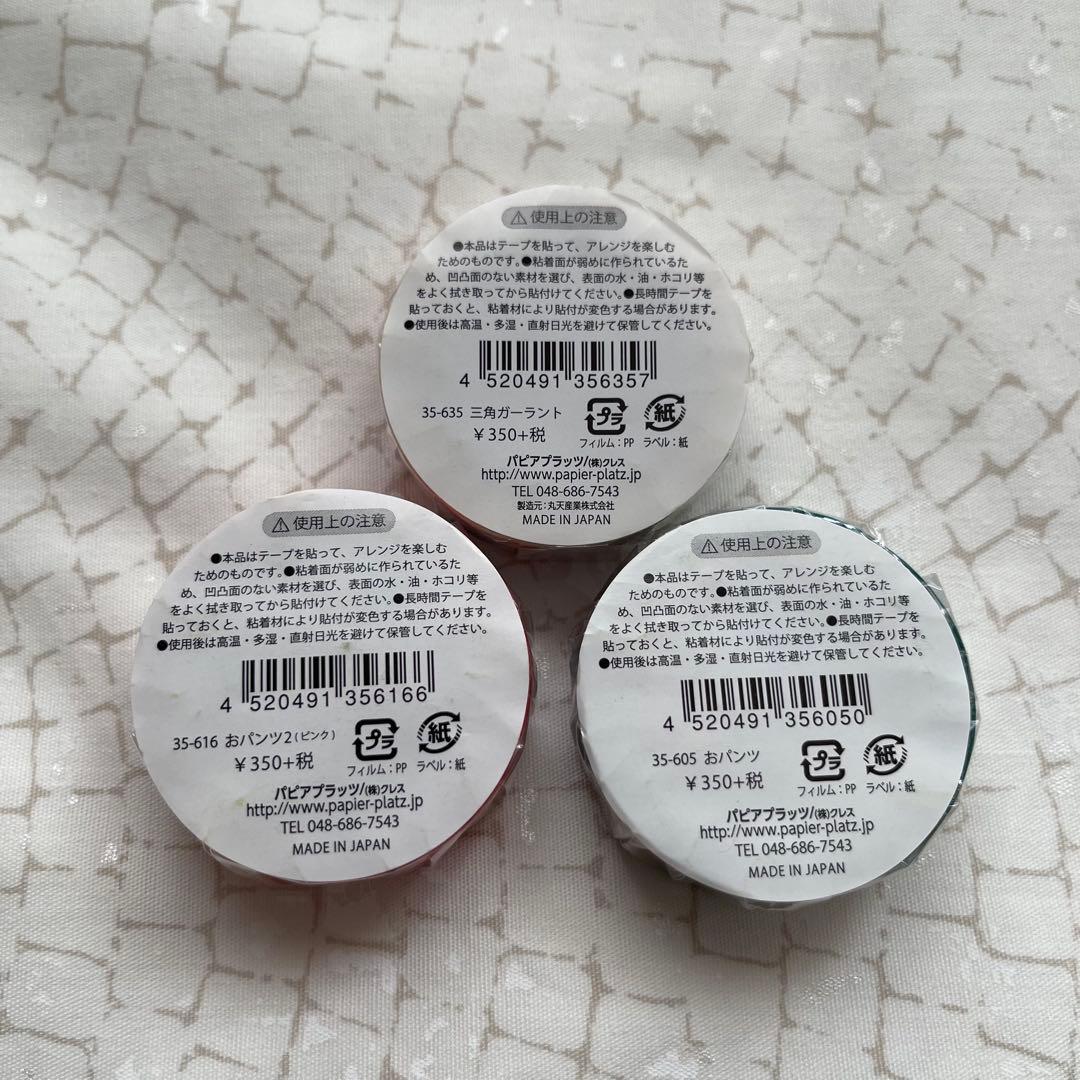 ⚠使用上の注意
●本品はテープを貼って、アレンジを楽しむ
ためのものです。●粘着面が弱めに作られているた
め、凹凸面のない素材を選び、表面の水・油・ホコリ等
をよく拭き取ってから貼付けてください。●長時間テープを
貼っておくと、粘着材により貼付が変色する場合があります。
●使用後は高温・多湿・直射日光を避けて保管してください。
4 520491 356357
35-635 三角ガーラント
¥350+税
プラ
フィルム:PP
紙
ラベル:紙
パピアプラッツ/(株)クレス
http://www.papier-platz.jp
TEL 048-686-7543
製造元:丸天産業株式会社
MADE IN JAPAN
⚠使用上の注意
●本品はテープを貼って、アレンジを楽しむ
ためのものです。●粘着面が弱めに作られているた
め、凹凸面のない素材を選び、表面の水・油・ホコリ等
をよく拭き取ってから貼付けてください。●長時間テープを
貼っておくと、粘着材により貼付が変色する場合があります。
●使用後は高温・多湿・直射日光を避けて保管してください。
4 520491 356166
35-616 おパンツ2(ピンク)
¥350+税
プラ
フィルム:PP
紙
ラベル:紙
パピアプラッツ/(株)クレス
http://www.papier-platz.jp
TEL 048-686-7543
MADE IN JAPAN
⚠使用上の注意
●本品はテープを貼って、アレンジを楽しむ
ためのものです。●粘着面が弱めに作られているた
め、凹凸面のない素材を選び、表面の水・油・ホコリ等
をよく拭き取ってから貼付けてください。●長時間テープを
貼っておくと、粘着材により貼付が変色する場合があります。
●使用後は高温・多湿・直射日光を避けて保管してください。
4 520491 356050
35-605 おパンツ
¥350+税
プラ
フィルム:PP
紙
ラベル:紙
パピアプラッツ/(株)クレス
http://www.papier-platz.jp
TEL 048-686-7543
MADE IN JAPAN